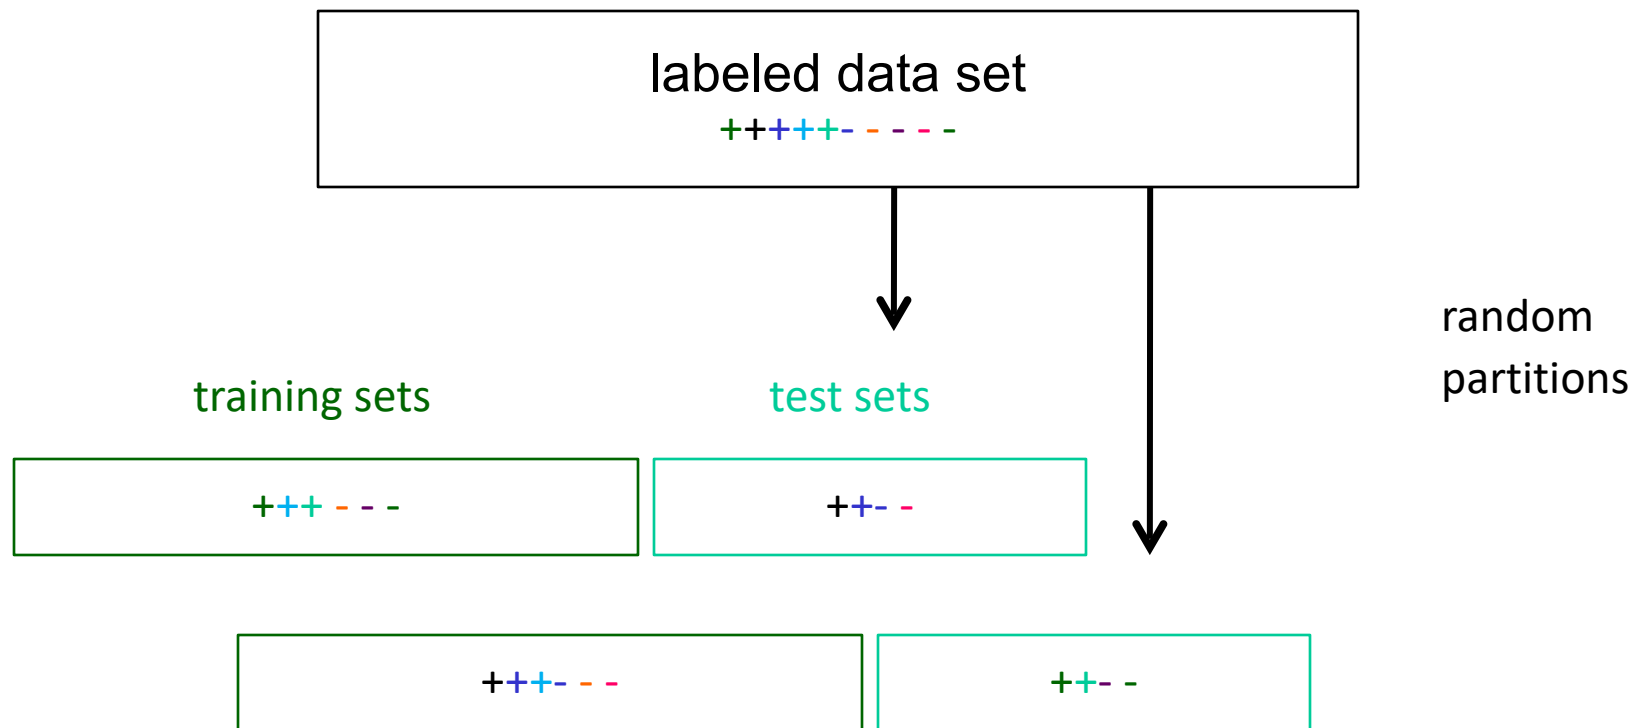 labeled data set
+++++- - - - -
random
partitions
training sets
test sets
+++ - - -
++- -
+++- - -
++- -